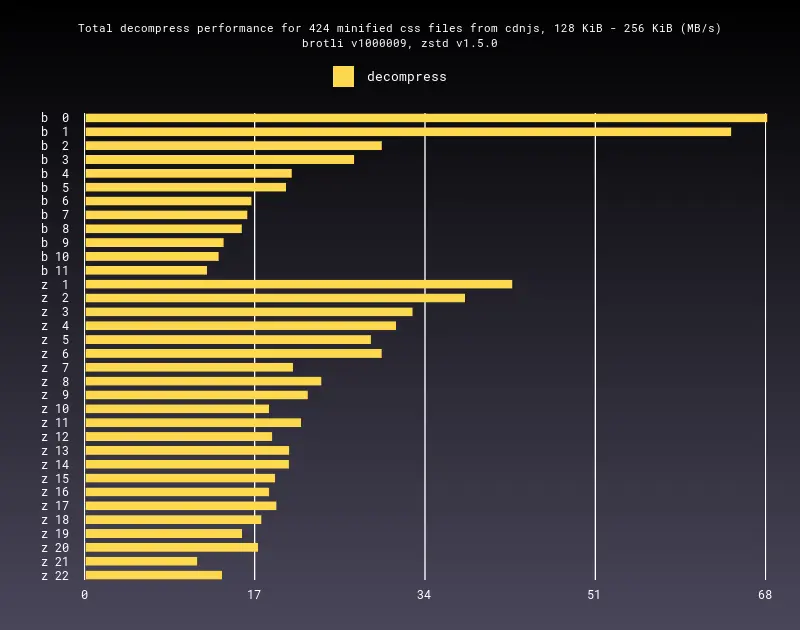 Total decompress performance for 424 minified css files from cdnjs, 128 KiB - 256 KiB (MB/s)
brotli v1000009, zstd v1.5.0
decompress
b 0
b 1
b 2
b 3
b 4
b 5
b 6
b 7
b 8
b 9
b 10
b 11
z 1
z 2
z 3
z 4
z 5
z 6
z 7
z 8
z 9
z 10
z 11
z 12
z 13
z 14
z 15
z 16
z 17
z 18
z 19
z 20
z 21
z 22
0 17 34 51 68